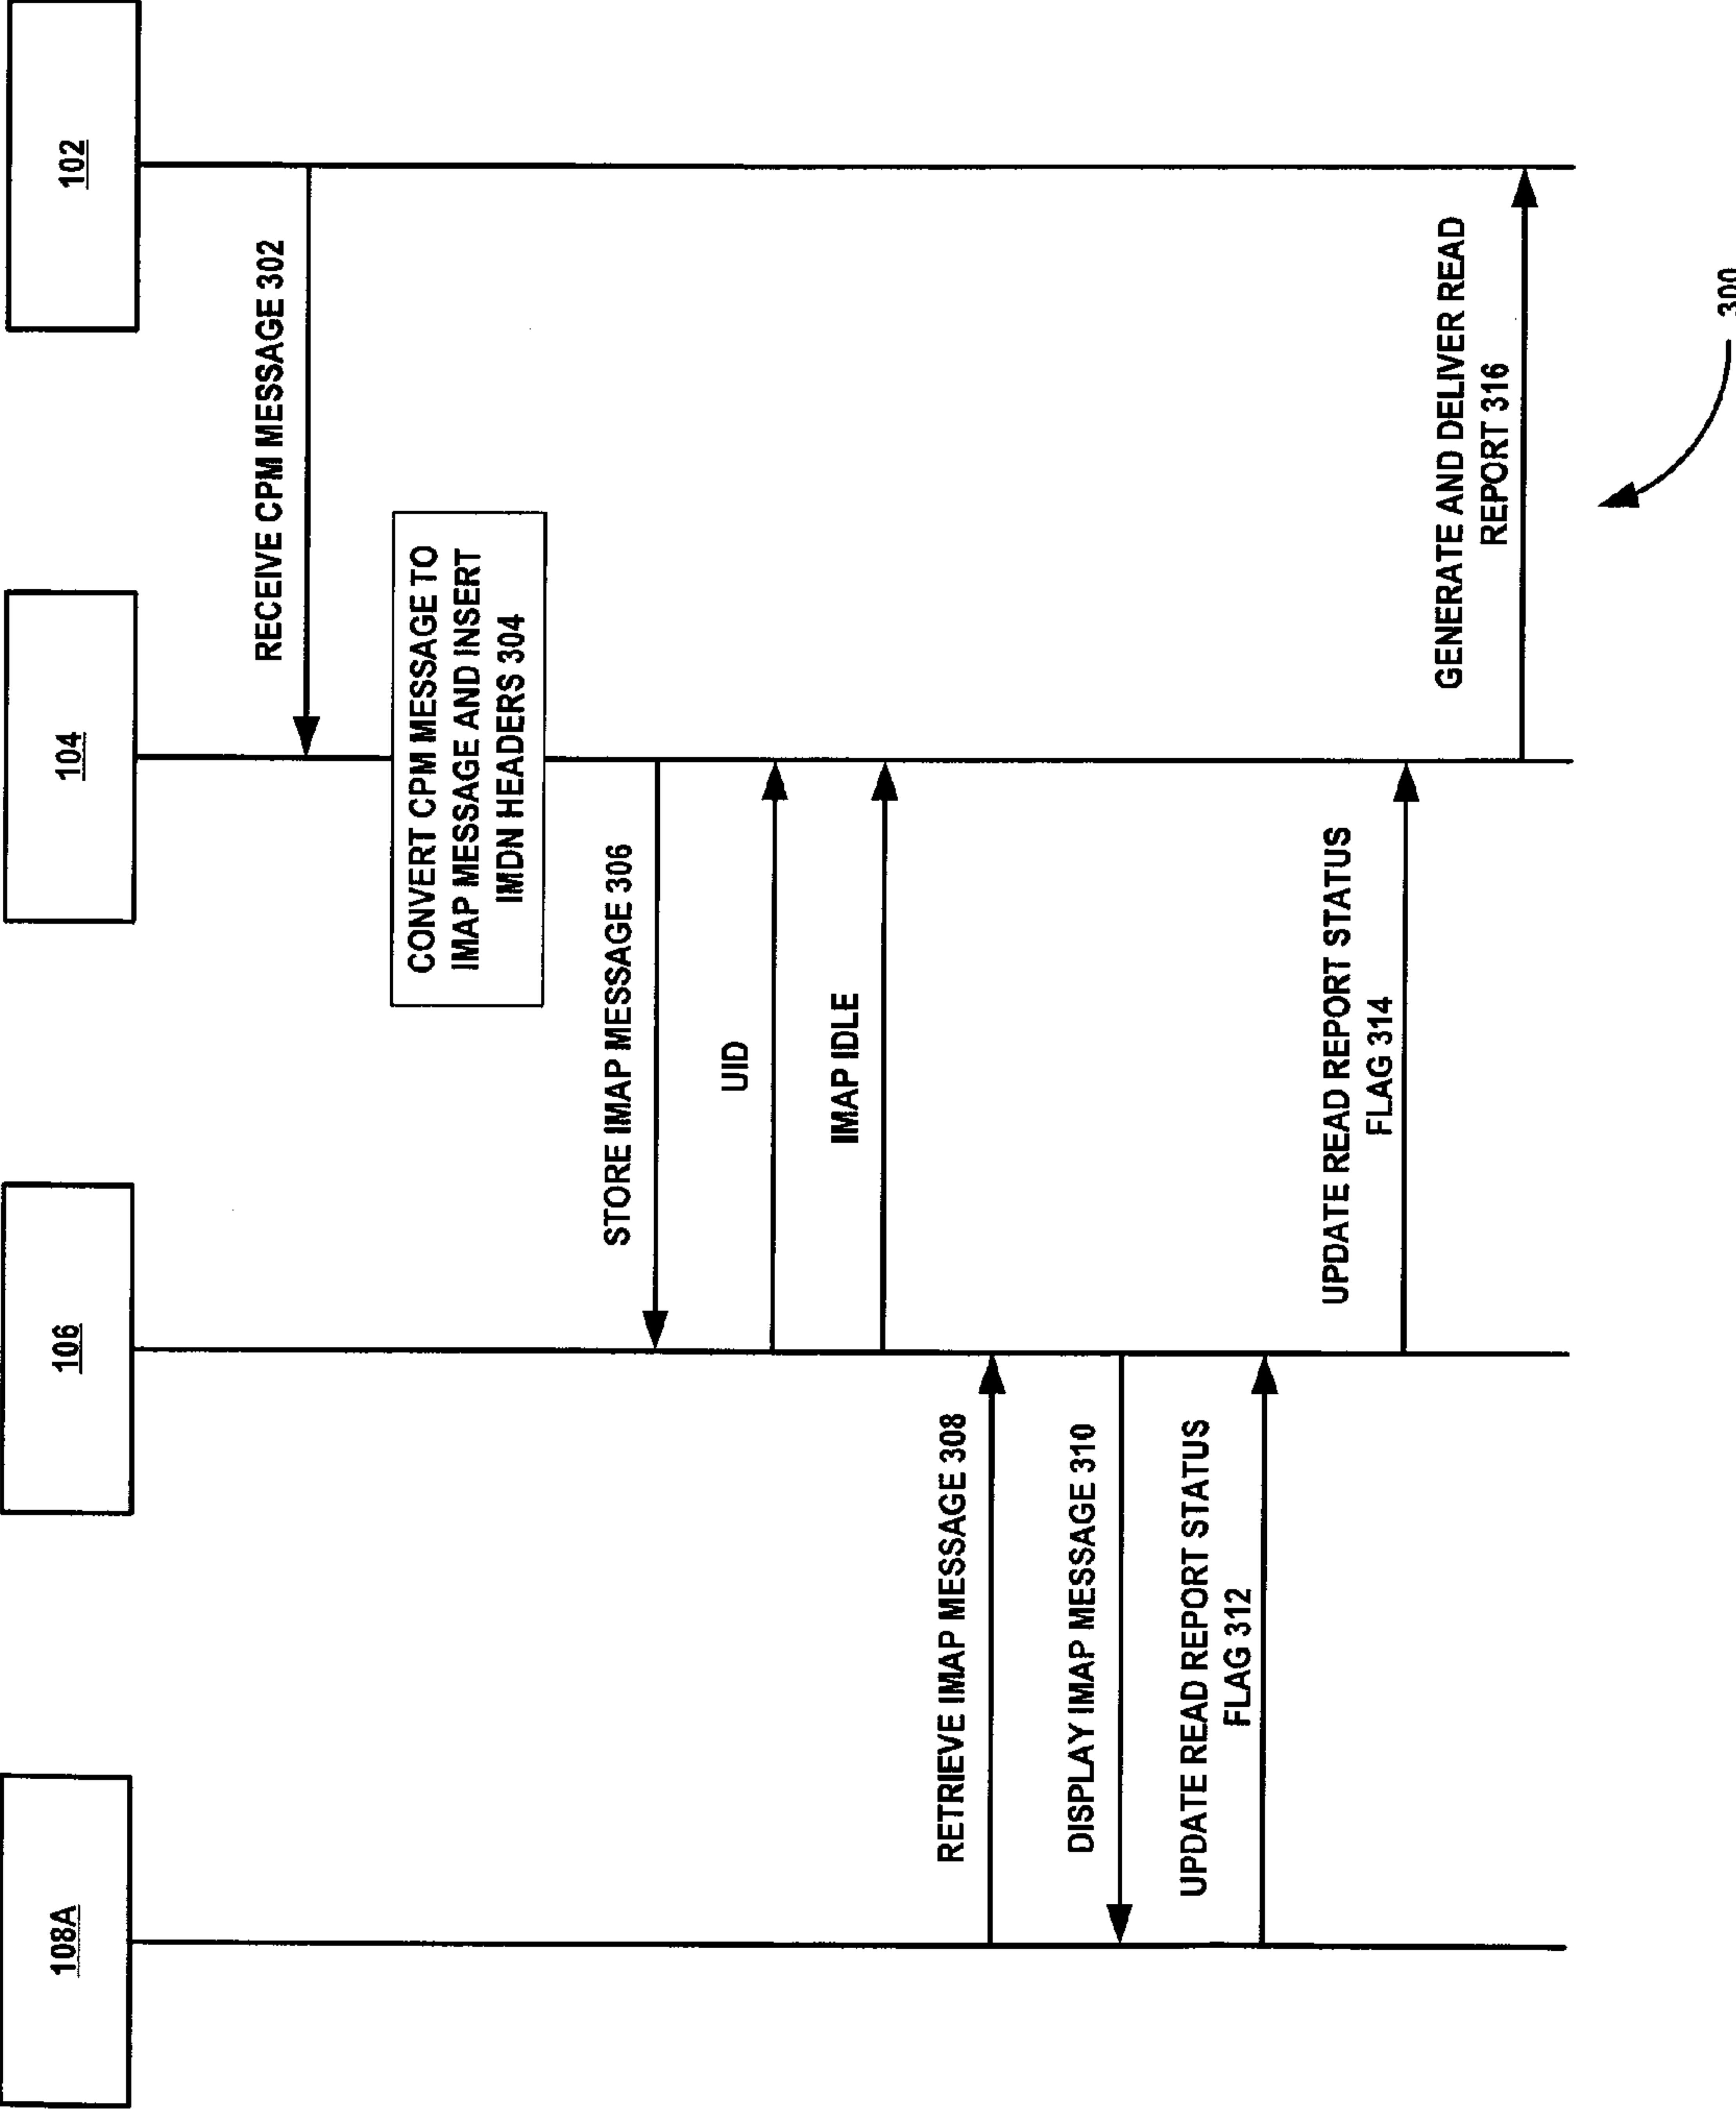 108A
106
104
102
RECEIVE CPM MESSAGE 302
CONVERT CPM MESSAGE TO
IMAP MESSAGE AND INSERT
IMDN HEADERS 304
STORE IMAP MESSAGE 306
UID
IMAP IDLE
RETRIEVE IMAP MESSAGE 308
DISPLAY IMAP MESSAGE 310
UPDATE READ REPORT STATUS
FLAG 312
UPDATE READ REPORT STATUS
FLAG 314
GENERATE AND DELIVER READ
REPORT 316
300